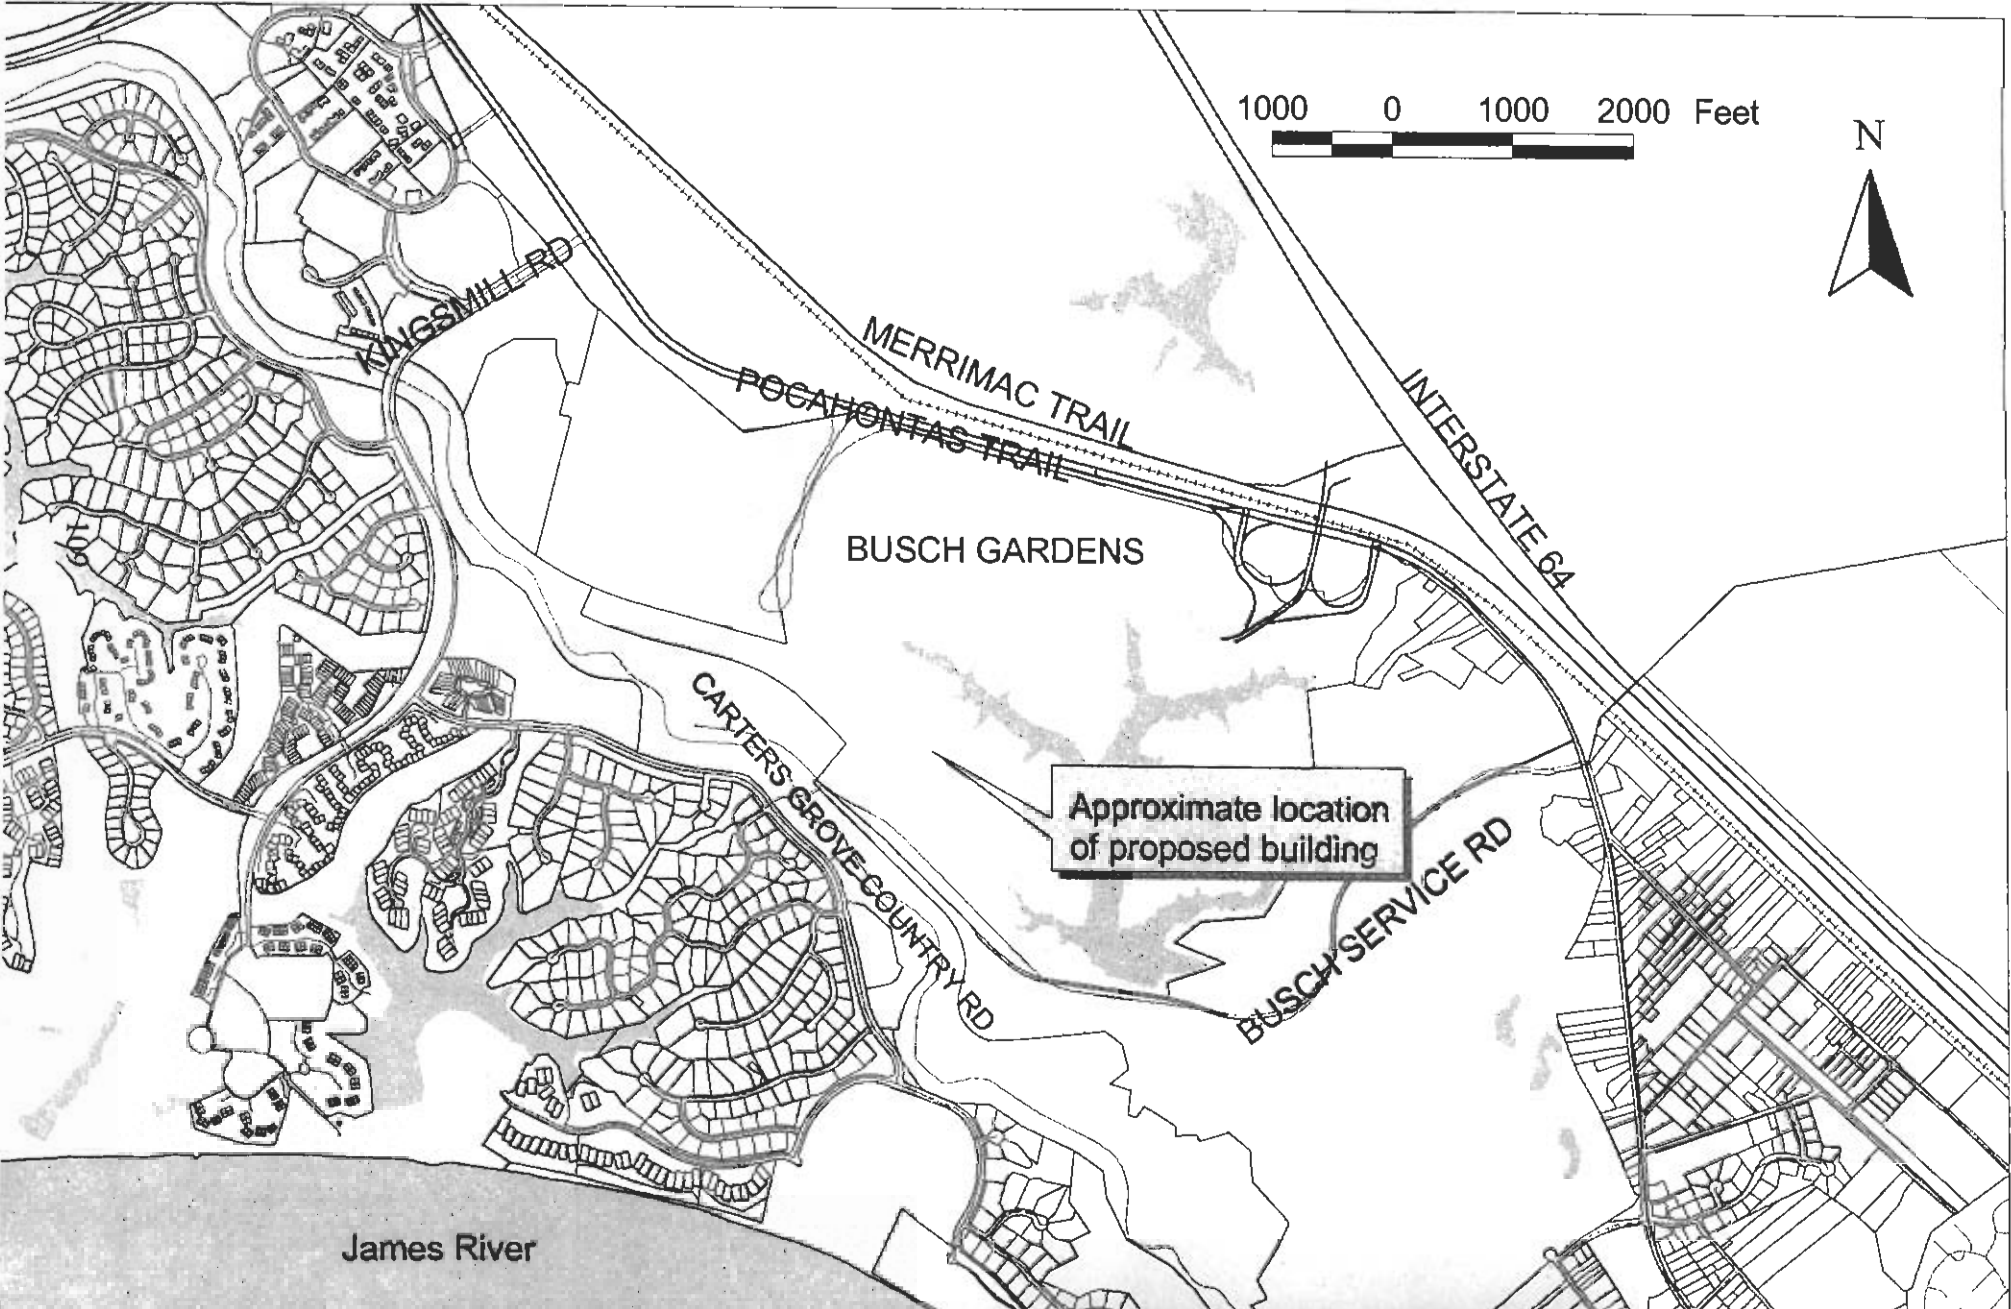 1000 0 1000 2000 Feet
N
KINGSMILL RD
MERRIMAC TRAIL
POCAHONTAS TRAIL
INTERSTATE 64
BUSCH GARDENS
109
CARTERS GROVE COUNTRY RD
Approximate location
of proposed building
BUSCH SERVICE RD
James River